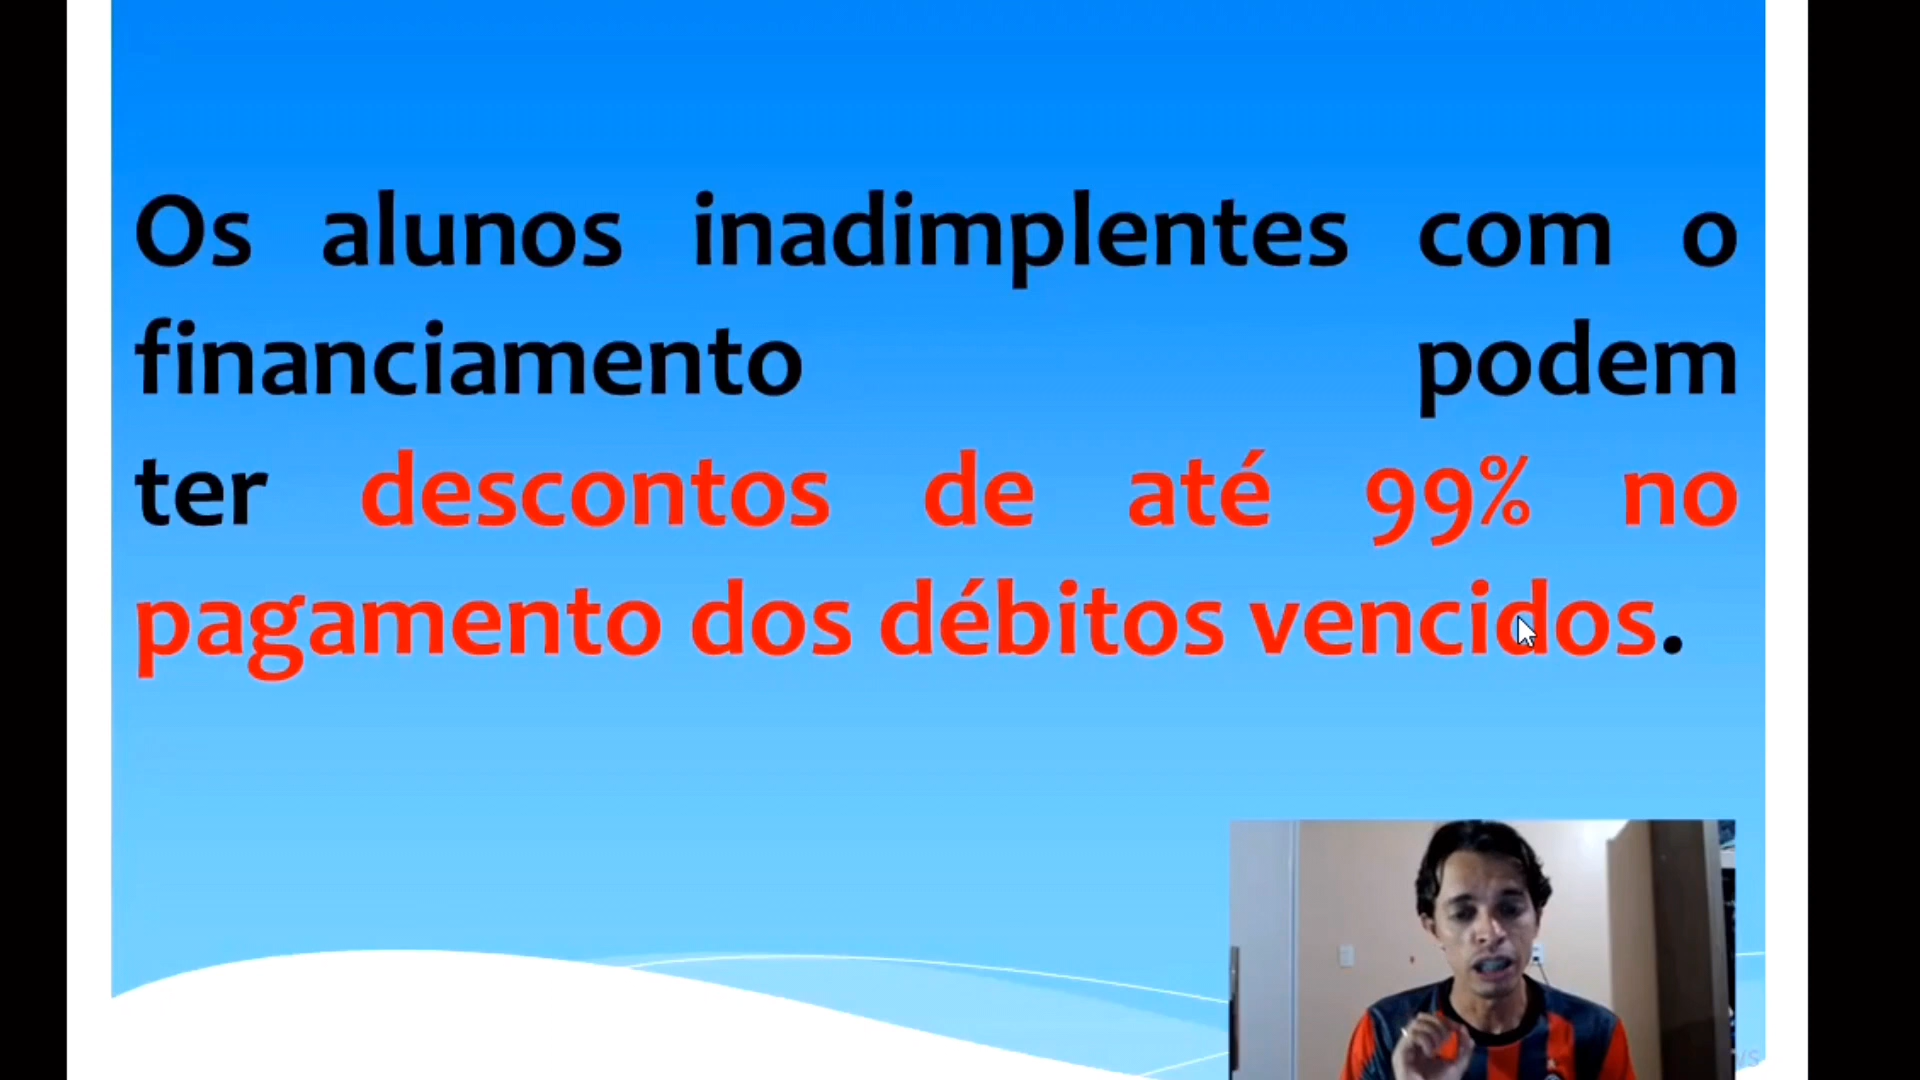 Os alunos inadimplentes com o
financiamento podem
ter descontos de até 99% no
pagamento dos débitos vencidos.